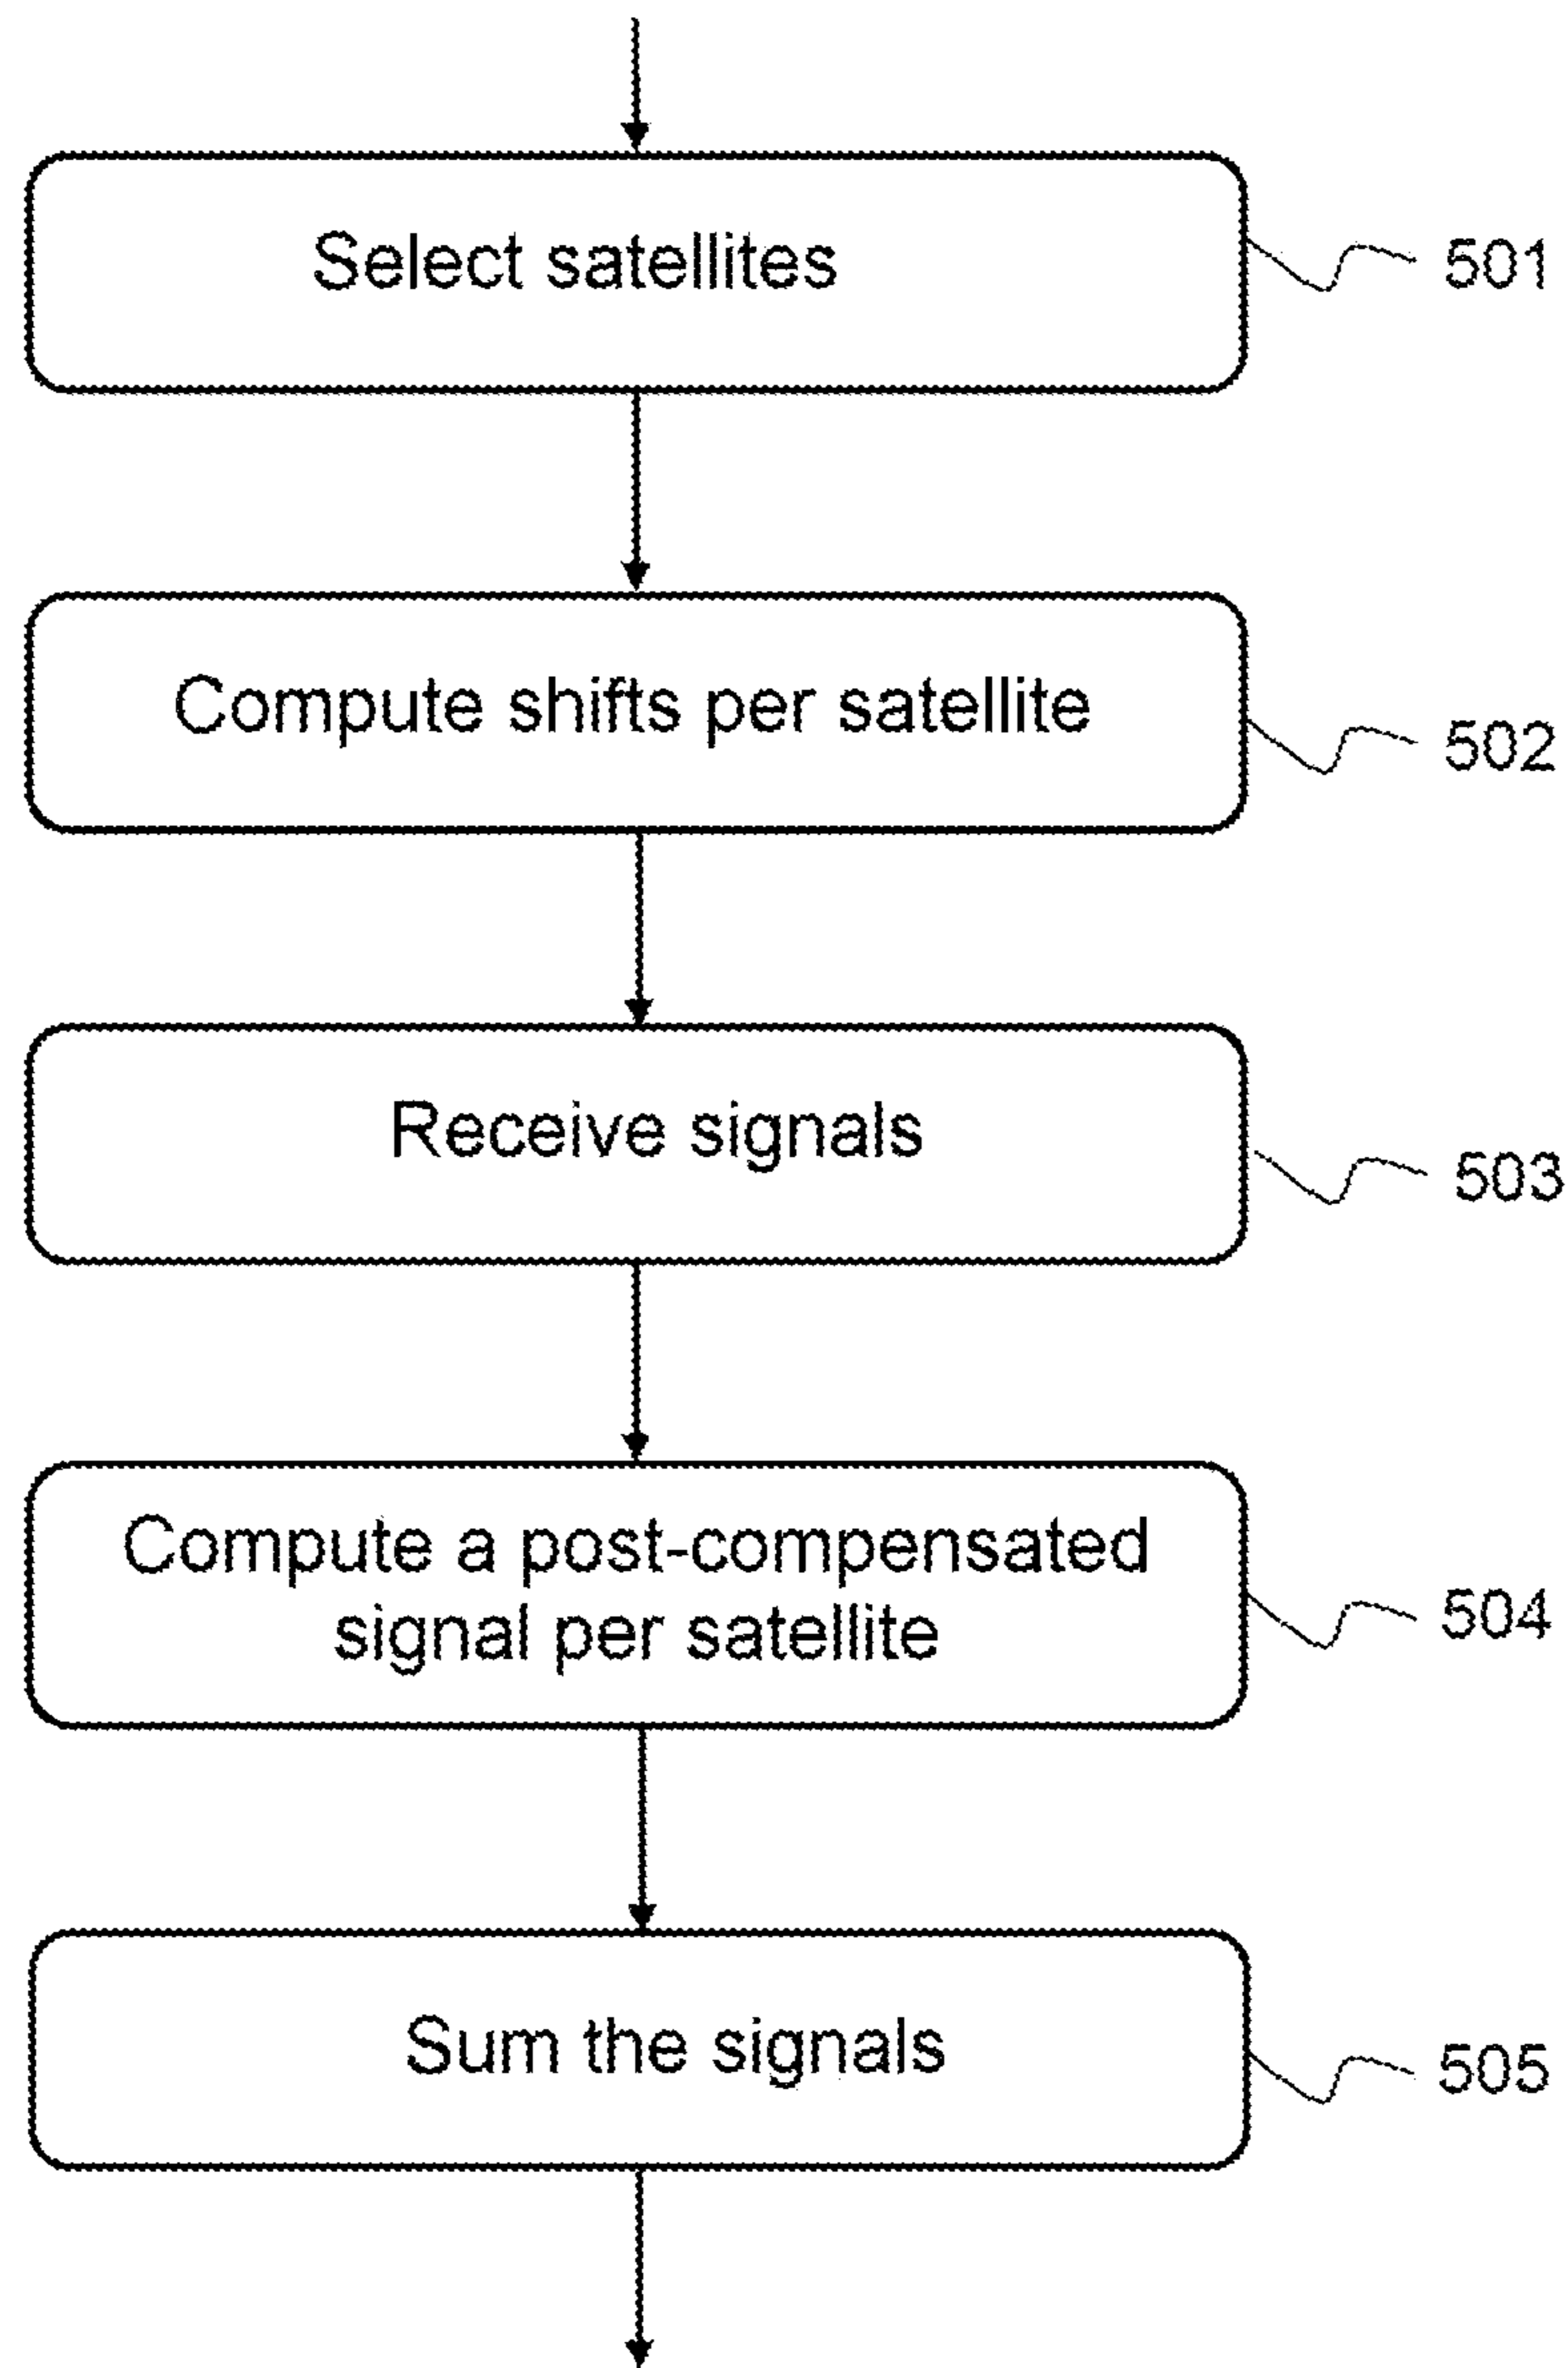 Select satellites
501
Compute shifts per satellite
502
Receive signals
503
Compute a post-compensated
signal per satellite
504
Sum the signals
505